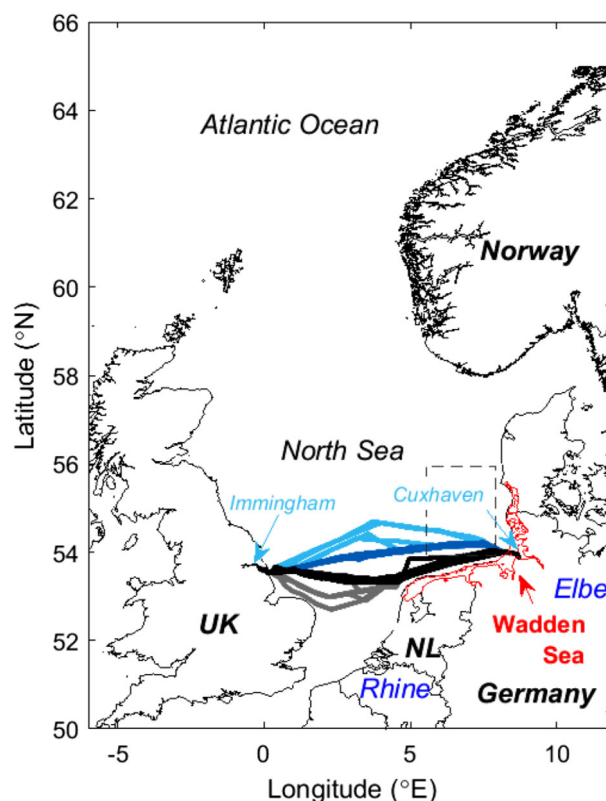 66
64
62
60
58
56
54
52
50
Latitude (°N)
Atlantic Ocean
Norway
North Sea
Immingham
Cuxhaven
UK
NL
Elbe
Wadden
Sea
Rhine
Germany
-5
0
5
10
Longitude (°E)